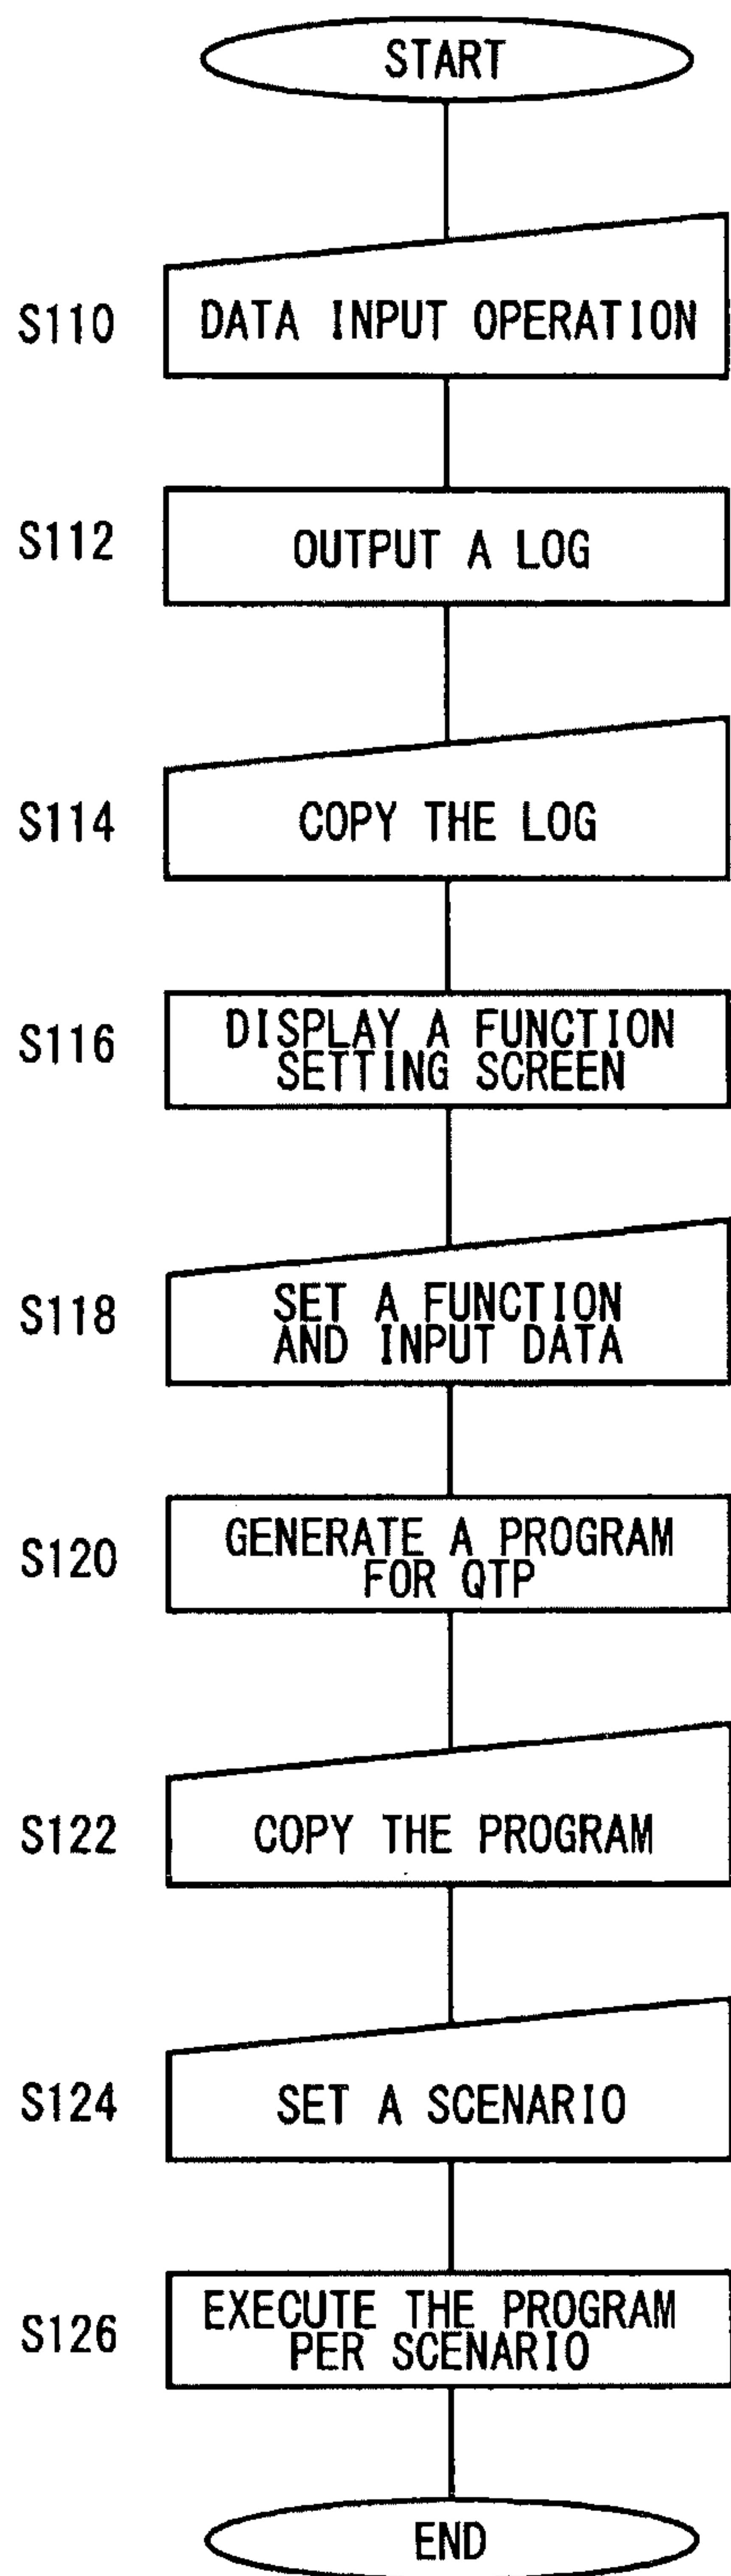 START
S110
DATA INPUT OPERATION
S112
OUTPUT A LOG
S114
COPY THE LOG
S116
DISPLAY A FUNCTION
SETTING SCREEN
S118
SET A FUNCTION
AND INPUT DATA
S120
GENERATE A PROGRAM
FOR QTP
S122
COPY THE PROGRAM
S124
SET A SCENARIO
S126
EXECUTE THE PROGRAM
PER SCENARIO
END